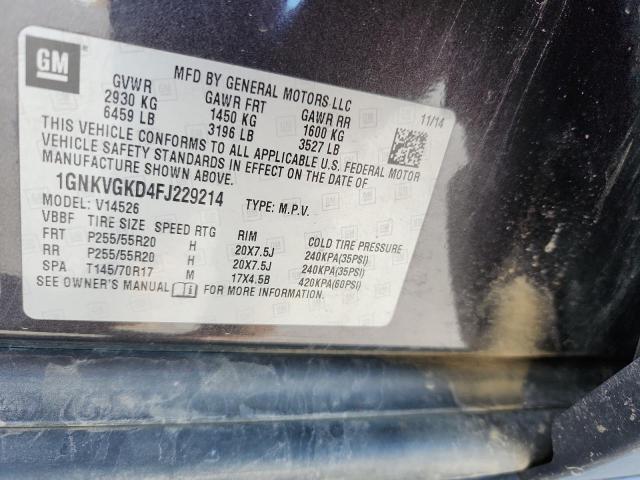 GM
MFD BY GENERAL MOTORS LLC
GVWR GAWR FRT GAWR RR 11/14
2930 KG 1450 KG 1600 KG
6459 LB 3196 LB 3527 LB
THIS VEHICLE CONFORMS TO ALL APPLICABLE U.S. FEDERAL MOTOR
VEHICLE SAFETY STANDARDS IN EFFECT ON THE DATE OF
MANUFACTURE SHOWN ABOVE.
1GNKVGKD4FJ229214 TYPE: M.P.V.
MODEL: V14526
VBBF TIRE SIZE SPEED RTG RIM COLD TIRE PRESSURE
FRT P255/55R20 H 20X7.5J 240KPA(35PSI)
RR P255/55R20 H 20X7.5J 240KPA(35PSI)
SPA T145/70R17 M 17X4.5B 420KPA(60PSI)
SEE OWNER'S MANUAL FOR MORE INFORMATION.